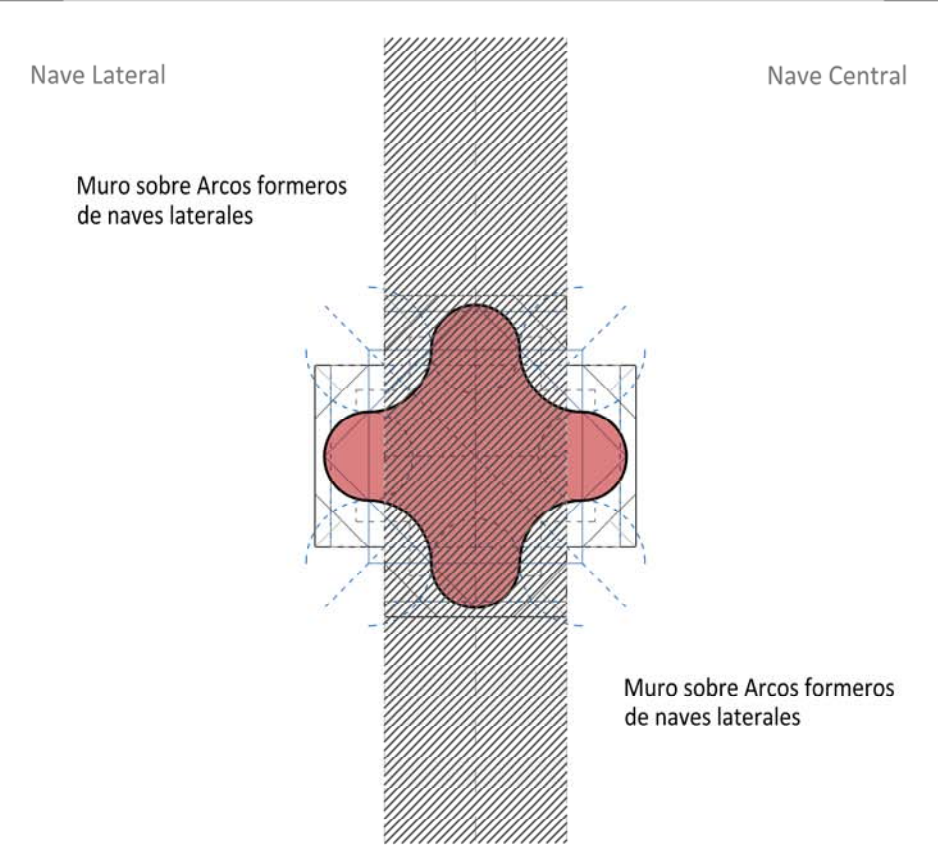 Nave Lateral
Nave Central
Muro sobre Arcos formeros
de naves laterales
Muro sobre Arcos formeros
de naves laterales